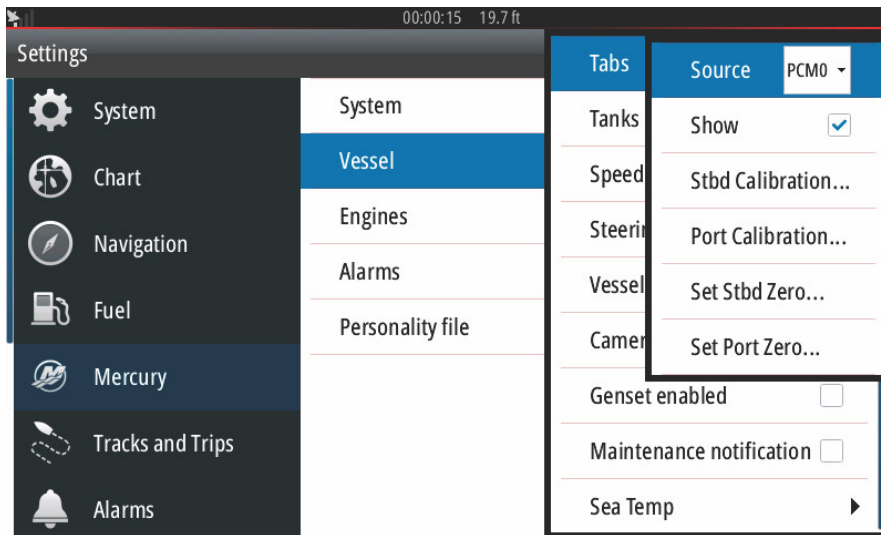 00:00:15 19.7 ft
Settings
System
Chart
Navigation
Fuel
Mercury
Tracks and Trips
Alarms
System
Vessel
Engines
Alarms
Personality file
Tabs
Tanks
Speed
Steerin
Vessel
Camer
Genset enabled
Maintenance notification
Sea Temp
Source PCM0
Show
Stbd Calibration...
Port Calibration...
Set Stbd Zero...
Set Port Zero...